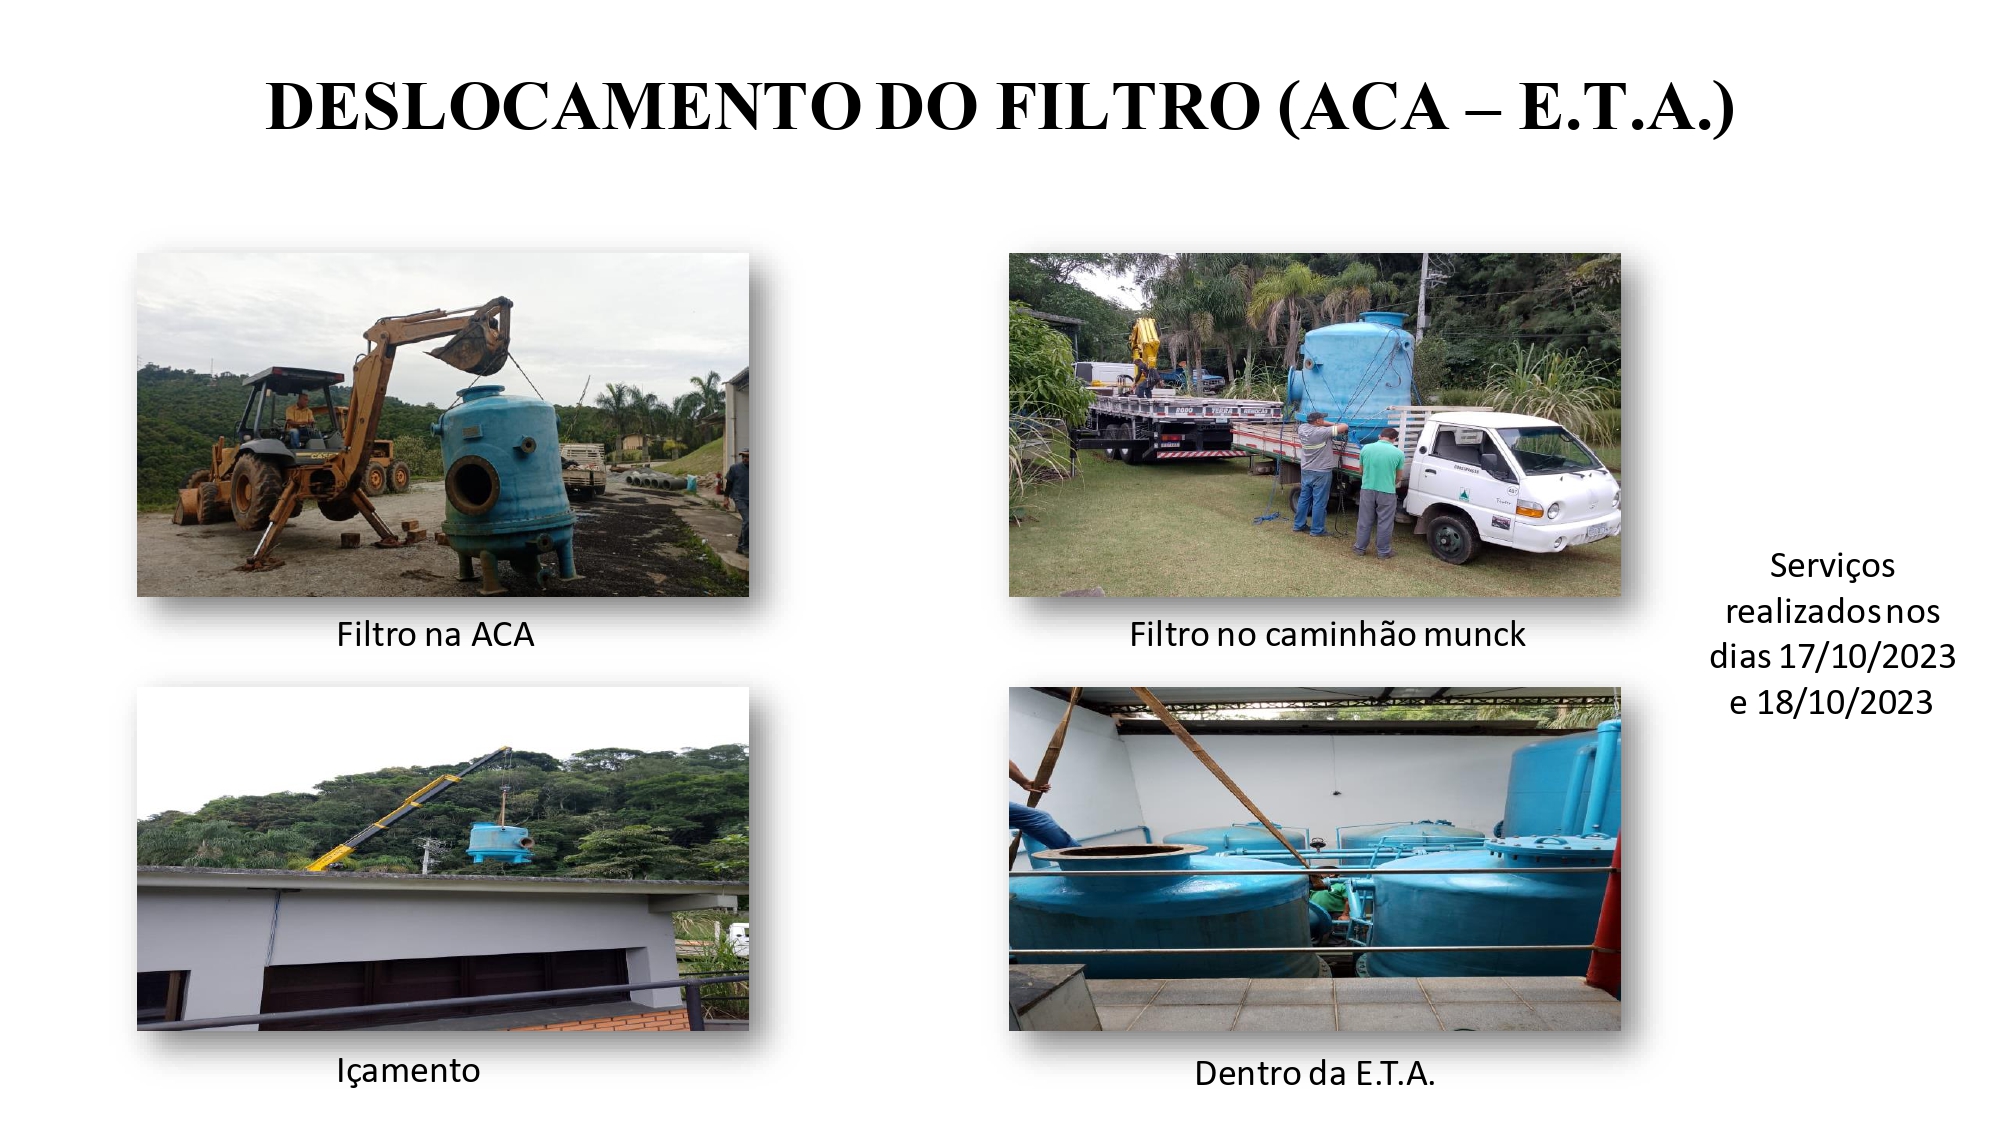 DESLOCAMENTO DO FILTRO (ACA – E.T.A.)
Filtro na ACA
Filtro no caminhão munck
Serviços
realizados nos
dias 17/10/2023
e 18/10/2023
Içamento
Dentro da E.T.A.